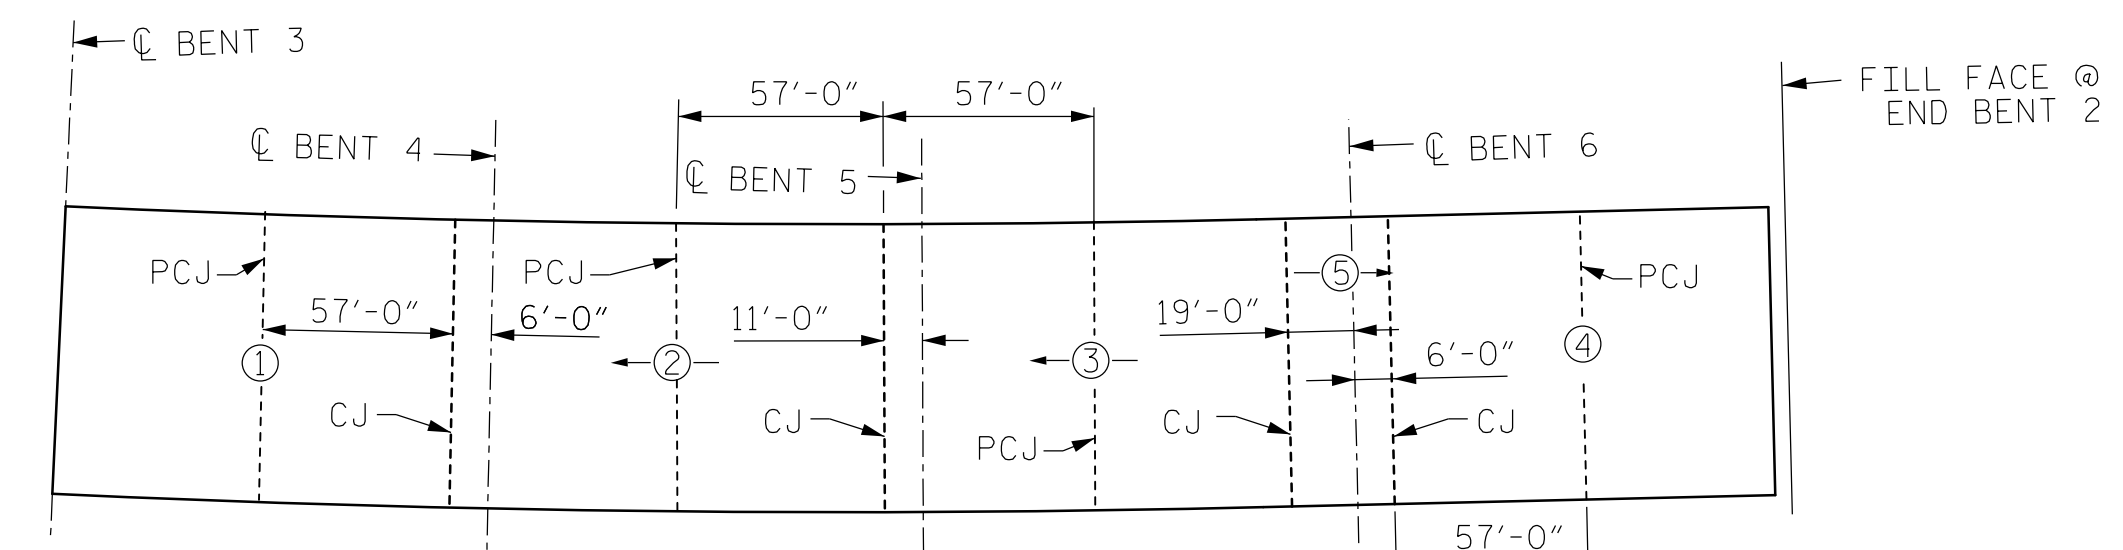 ℄ BENT 3
57'-0" 57'-0"
FILL FACE @
END BENT 2
℄ BENT 4
℄ BENT 5
℄ BENT 6
PCJ
PCJ
5
PCJ
57'-0"
6'-0"
11'-0"
19'-0"
6'-0"
1
2
3
4
CJ
CJ
CJ
CJ
PCJ
57'-0"